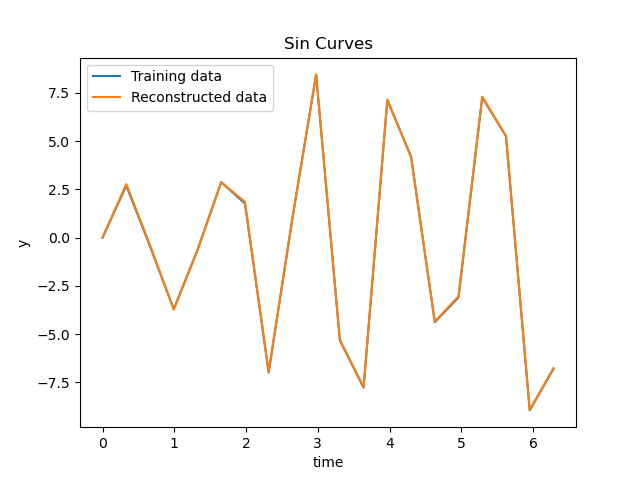 Sin Curves
Training data
Reconstructed data
7.5
5.0
2.5
0.0
−2.5
−5.0
−7.5
y
0 1 2 3 4 5 6
time